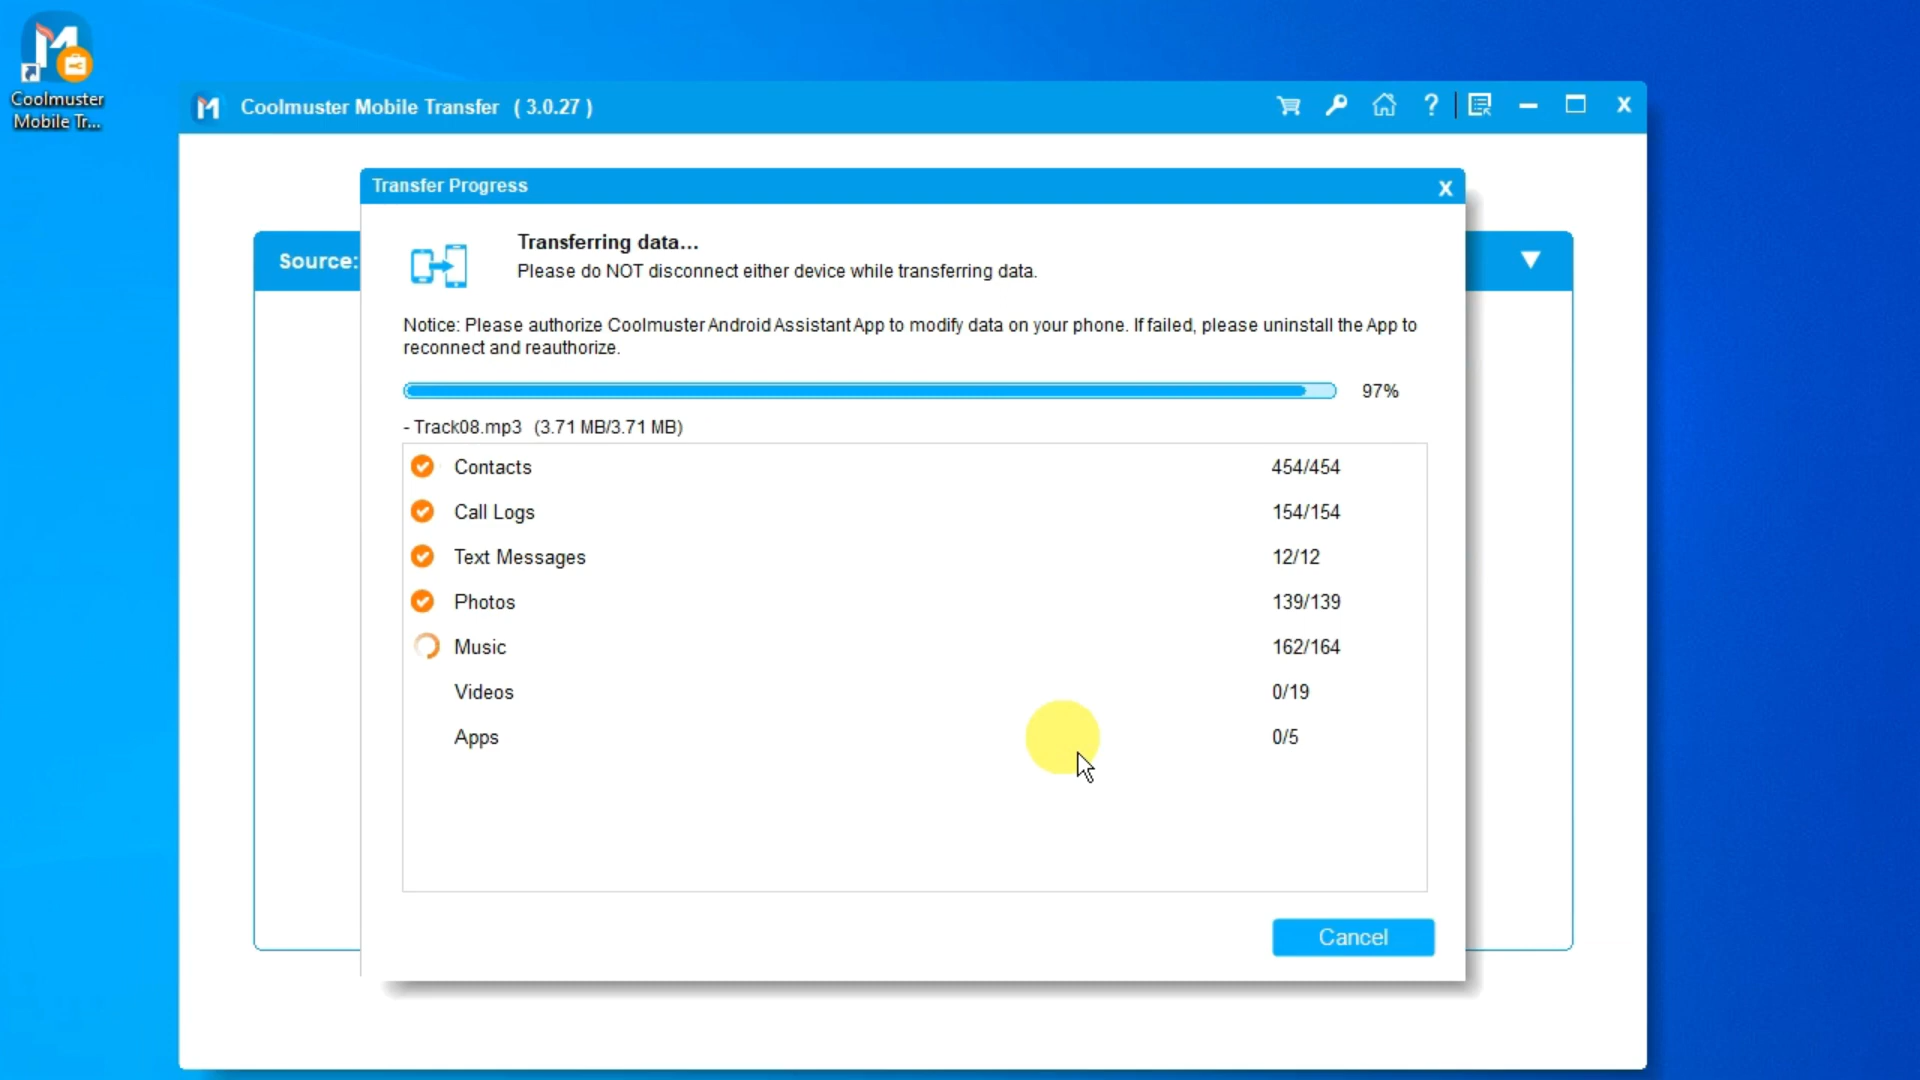 Coolmuster
Mobile Tr...
Coolmuster Mobile Transfer ( 3.0.27 )
Transfer Progress
Source:
Transferring data...
Please do NOT disconnect either device while transferring data.
Notice: Please authorize Coolmuster Android Assistant App to modify data on your phone. If failed, please uninstall the App to
reconnect and reauthorize.
97%
- Track08.mp3 (3.71 MB/3.71 MB)
Contacts 454/454
Call Logs 154/154
Text Messages 12/12
Photos 139/139
Music 162/164
Videos 0/19
Apps 0/5
Cancel